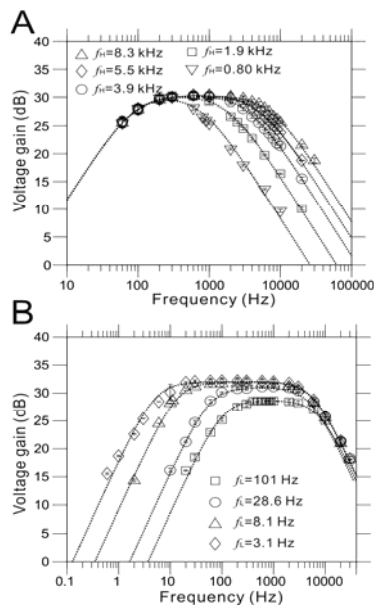 A
Voltage gain (dB)
40
35
30
25
20
15
10
5
0
fH=8.3 kHz
fH=5.5 kHz
fH=3.9 kHz
fH=1.9 kHz
fH=0.80 kHz
10 100 1000 10000 100000
Frequency (Hz)
B
Voltage gain (dB)
40
35
30
25
20
15
10
5
0
fL=101 Hz
fL=28.6 Hz
fL=8.1 Hz
fL=3.1 Hz
0.1 1 10 100 1000 10000
Frequency (Hz)